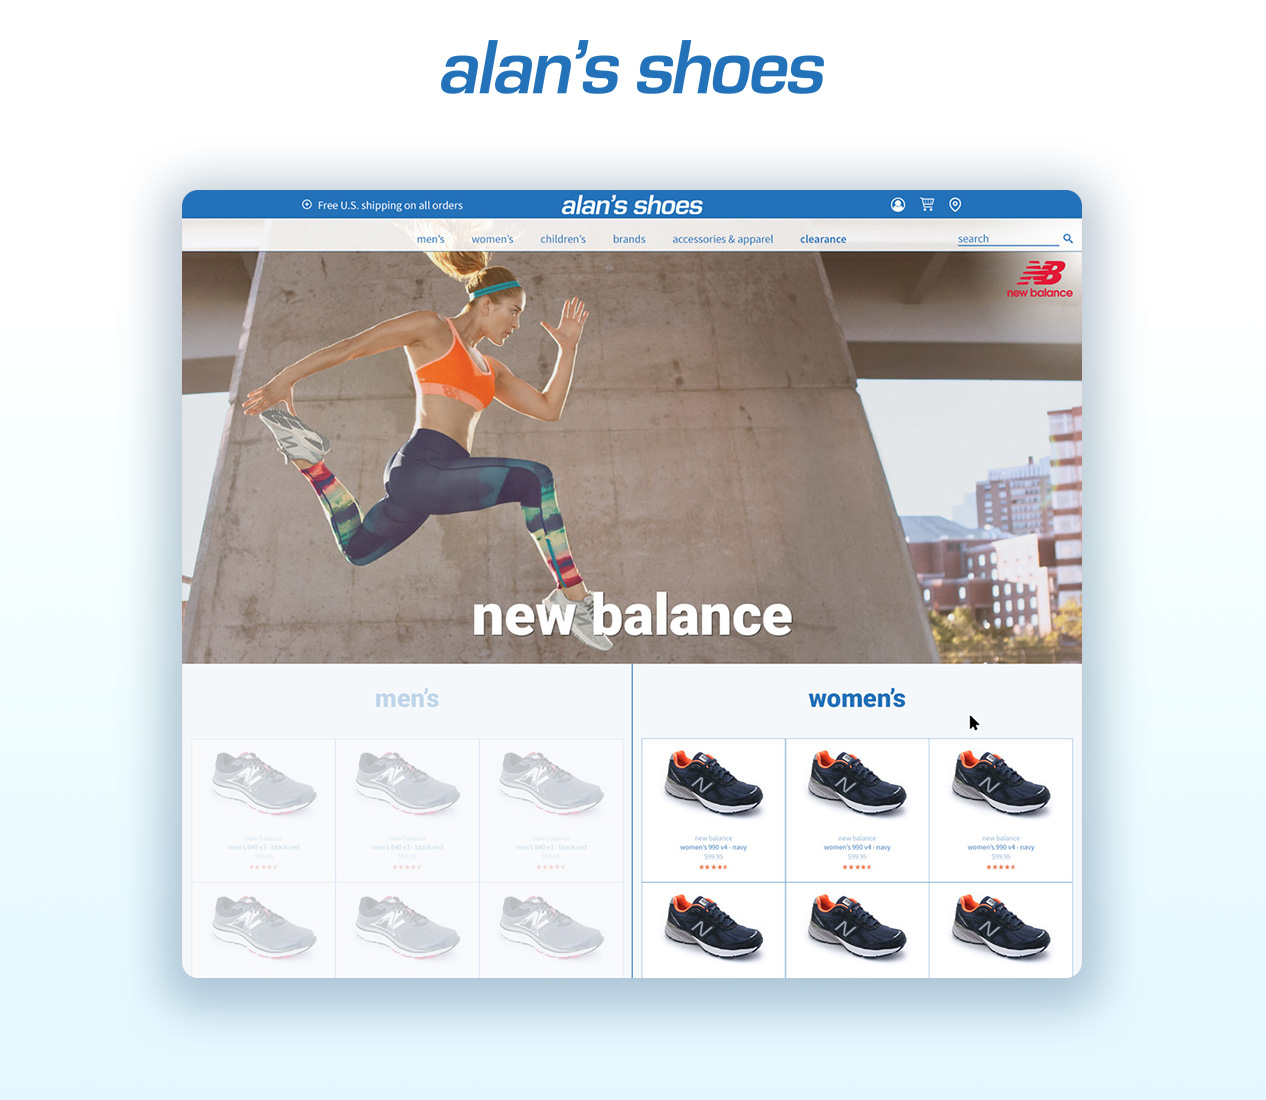 alan's shoes
Free U.S. shipping on all orders
alan's shoes
men's women's children's brands accessories & apparel clearance search
NB
new balance
new balance
men's
women's
new balance new balance new balance new balance new balance new balance
men's 940 v3 - black-red men's 940 v3 - black-red men's 940 v3 - black-red women's 990 v4 - navy women's 990 v4 - navy women's 990 v4 - navy
$99.95 $99.95 $99.95 $99.95 $99.95 $99.95